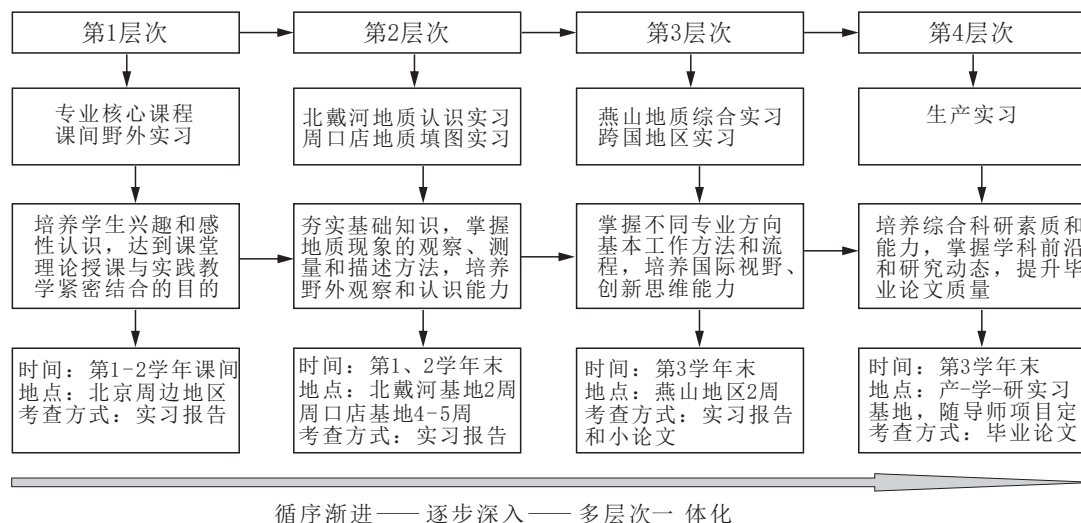 第1层次
第2层次
第3层次
第4层次
专业核心课程
课间野外实习
北戴河地质认识实习
周口店地质填图实习
燕山地质综合实习
跨国地区实习
生产实习
培养学生兴趣和感
性认识，达到课堂
理论授课与实践教
学紧密结合的目的
夯实基础知识，掌握
地质现象的观察、测
量和描述方法，培养
野外观察和认识能力
掌握不同专业方向
基本工作方法和流
程，培养国际视野、
创新思维能力
培养综合科研素质和
能力，掌握学科前沿
和研究动态，提升毕
业论文质量
时间：第1-2学年课间
地点：北京周边地区
考查方式：实习报告
时间：第1、2学年末
地点：北戴河基地2周
周口店基地4-5周
考查方式：实习报告
时间：第3学年末
地点：燕山地区2周
考查方式：实习报告
和小论文
时间：第3学年末
地点：产-学-研实习
基地，随导师项目定
考查方式：毕业论文
循序渐进——逐步深入——多层次一 体化